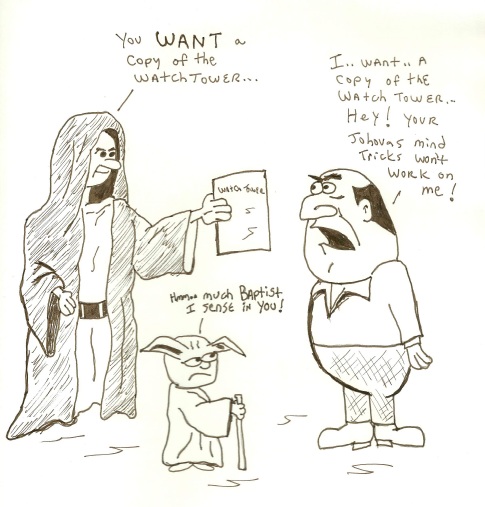 You WANT a
Copy of the
WATCH TOWER...
I.. WANT.. A
COPY of tHE
WATCH TOWER..
HEY! YOUR
JoHovas mind
TRicks won't
WORK on
me!
WATCH TOWER
Hmm.. much BAPtist
I sense in You!